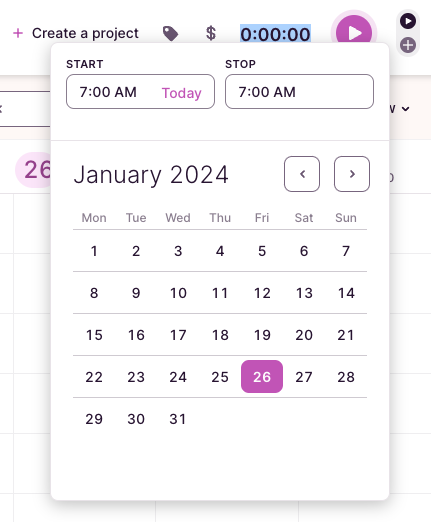 + Create a project $ 0:00:00
START STOP
7:00 AM Today 7:00 AM
26
January 2024
Mon Tue Wed Thu Fri Sat Sun
1 2 3 4 5 6 7
8 9 10 11 12 13 14
15 16 17 18 19 20 21
22 23 24 25 26 27 28
29 30 31